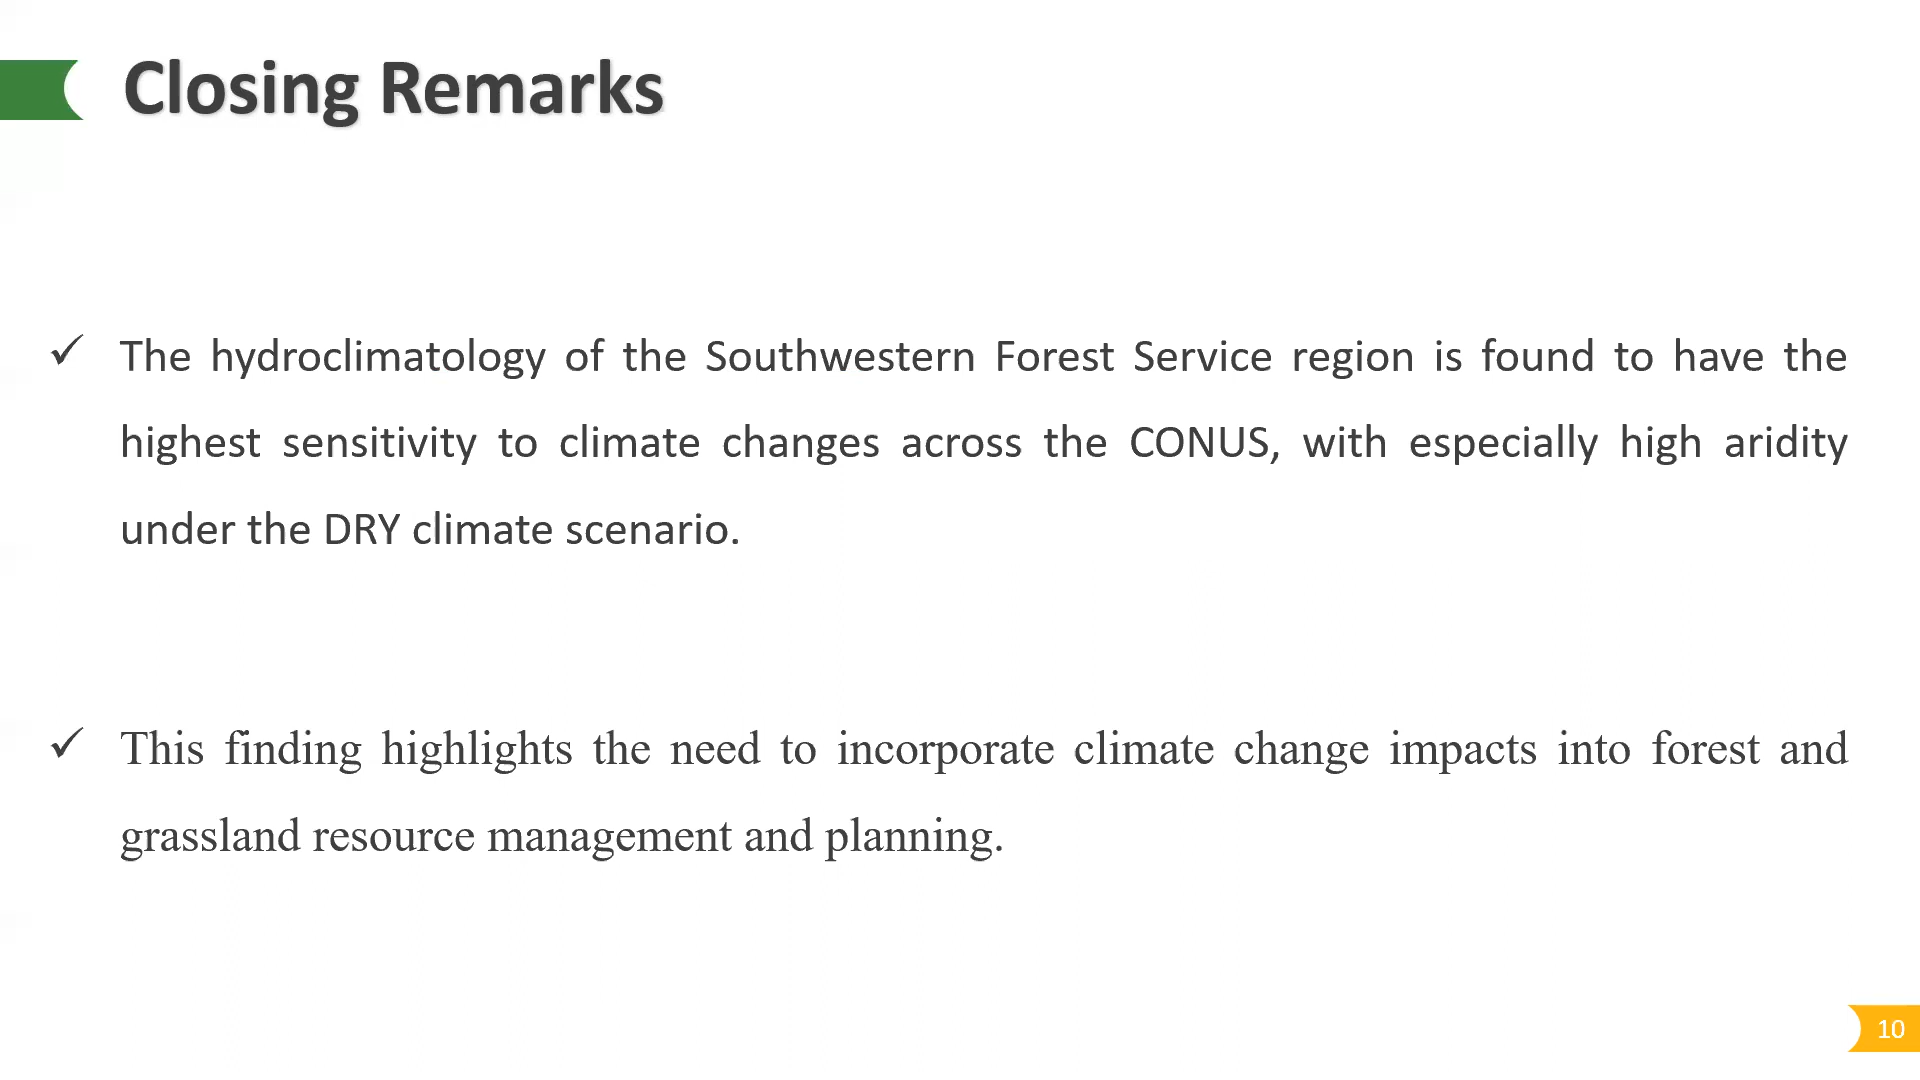 Closing Remarks
✓ The hydroclimatology of the Southwestern Forest Service region is found to have the
highest sensitivity to climate changes across the CONUS, with especially high aridity
under the DRY climate scenario.
✓ This finding highlights the need to incorporate climate change impacts into forest and
grassland resource management and planning.
10